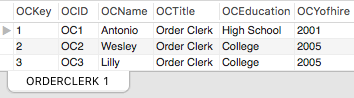 OCKey OCID OCName OCTitle OCEducation OCYofhire
1 OC1 Antonio Order Clerk High School 2001
2 OC2 Wesley Order Clerk College 2005
3 OC3 Lilly Order Clerk College 2005
ORDERCLERK 1